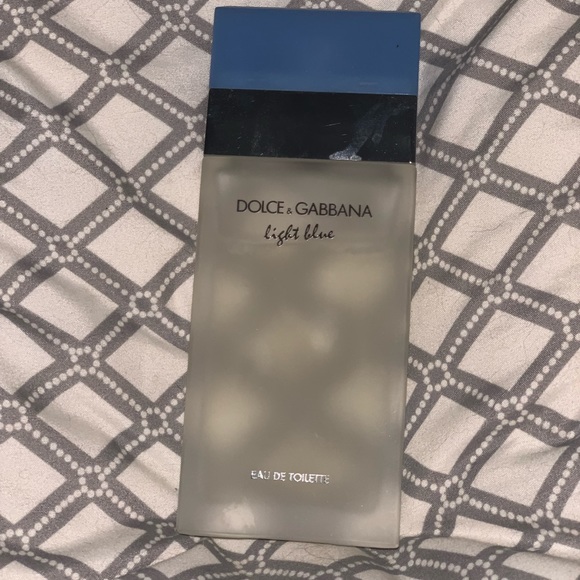 DOLCE & GABBANA
light blue
EAU DE TOILETTE